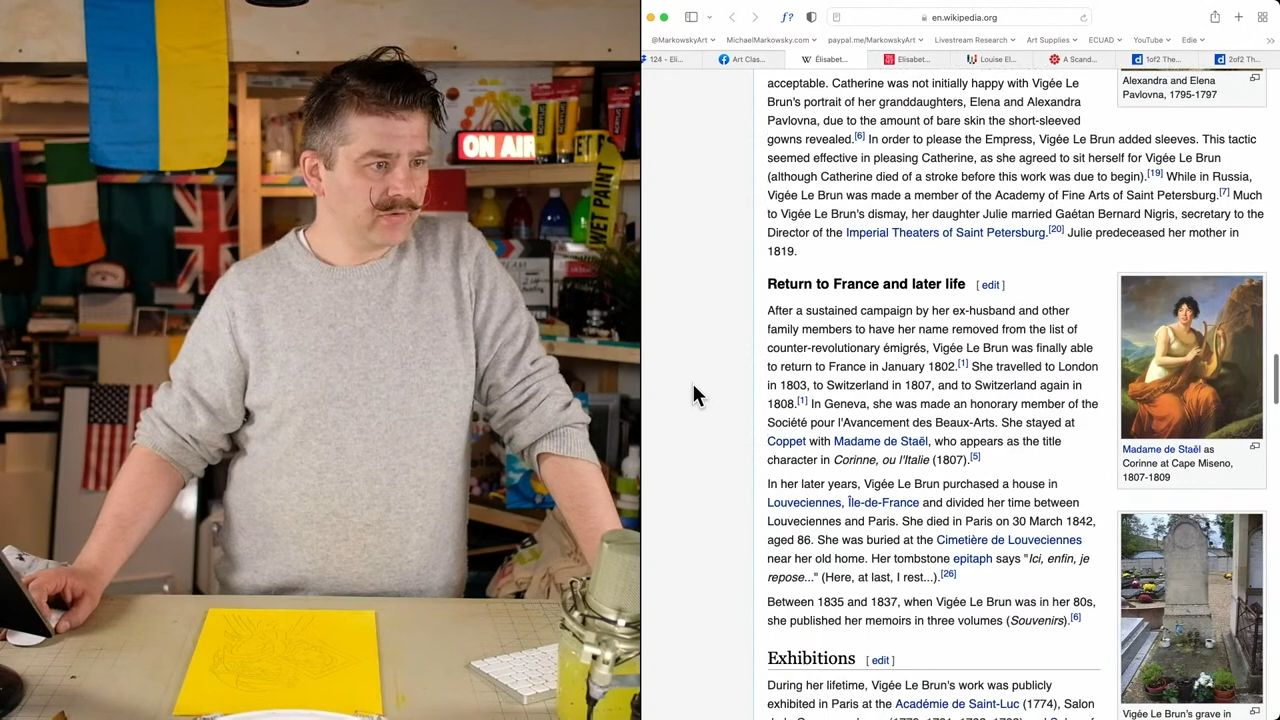 ON AIR
WET PAINT
en.wikipedia.org
@MarkowskyArt
MichaelMarkowsky.com
paypal.me/MarkowskyArt
Livestream Research
Art Supplies
ECUAD
YouTube
Edie
124 - Eli...
Art Clas...
Élisabet...
Elisabet...
Louise El...
A Scand...
1of2 The...
2of2 Th...
acceptable. Catherine was not initially happy with Vigée Le
Brun's portrait of her granddaughters, Elena and Alexandra
Pavlovna, due to the amount of bare skin the short-sleeved
gowns revealed.[6] In order to please the Empress, Vigée Le Brun added sleeves. This tactic
seemed effective in pleasing Catherine, as she agreed to sit herself for Vigée Le Brun
(although Catherine died of a stroke before this work was due to begin).[19] While in Russia,
Vigée Le Brun was made a member of the Academy of Fine Arts of Saint Petersburg.[7] Much
to Vigée Le Brun's dismay, her daughter Julie married Gaétan Bernard Nigris, secretary to the
Director of the Imperial Theaters of Saint Petersburg.[20] Julie predeceased her mother in
1819.
Alexandra and Elena
Pavlovna, 1795-1797
Return to France and later life [ edit ]
After a sustained campaign by her ex-husband and other
family members to have her name removed from the list of
counter-revolutionary émigrés, Vigée Le Brun was finally able
to return to France in January 1802.[1] She travelled to London
in 1803, to Switzerland in 1807, and to Switzerland again in
1808.[1] In Geneva, she was made an honorary member of the
Société pour l'Avancement des Beaux-Arts. She stayed at
Coppet with Madame de Staël, who appears as the title
character in Corinne, ou l'Italie (1807).[5]
Madame de Staël as
Corinne at Cape Miseno,
1807-1809
In her later years, Vigée Le Brun purchased a house in
Louveciennes, Île-de-France and divided her time between
Louveciennes and Paris. She died in Paris on 30 March 1842,
aged 86. She was buried at the Cimetière de Louveciennes
near her old home. Her tombstone epitaph says "Ici, enfin, je
repose..." (Here, at last, I rest...).[26]
Between 1835 and 1837, when Vigée Le Brun was in her 80s,
she published her memoirs in three volumes (Souvenirs).[6]
Exhibitions [ edit ]
During her lifetime, Vigée Le Brun's work was publicly
exhibited in Paris at the Académie de Saint-Luc (1774), Salon
Vigée Le Brun's grave in